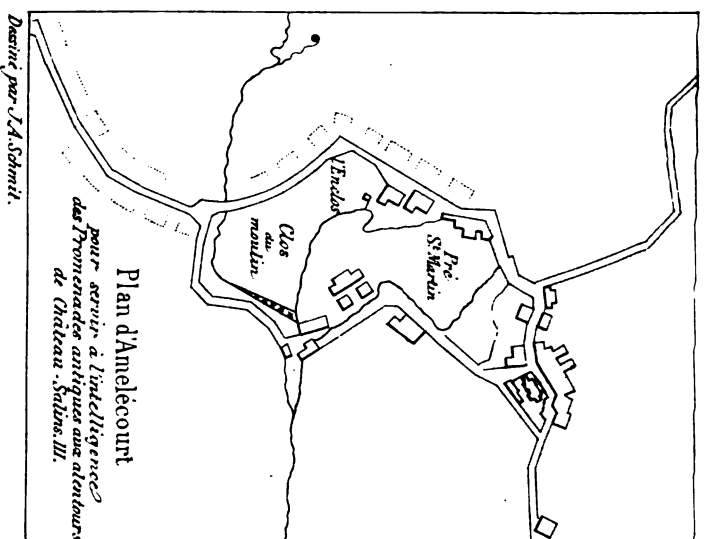 Plan d'Amelécourt
pour servir à l'intelligence
des Promenades antiques aux alentours
de Château-Salins. III.
l'Enclos
Clos
du
moulin
Pré
St Martin
Dessiné par J.A. Schmit.